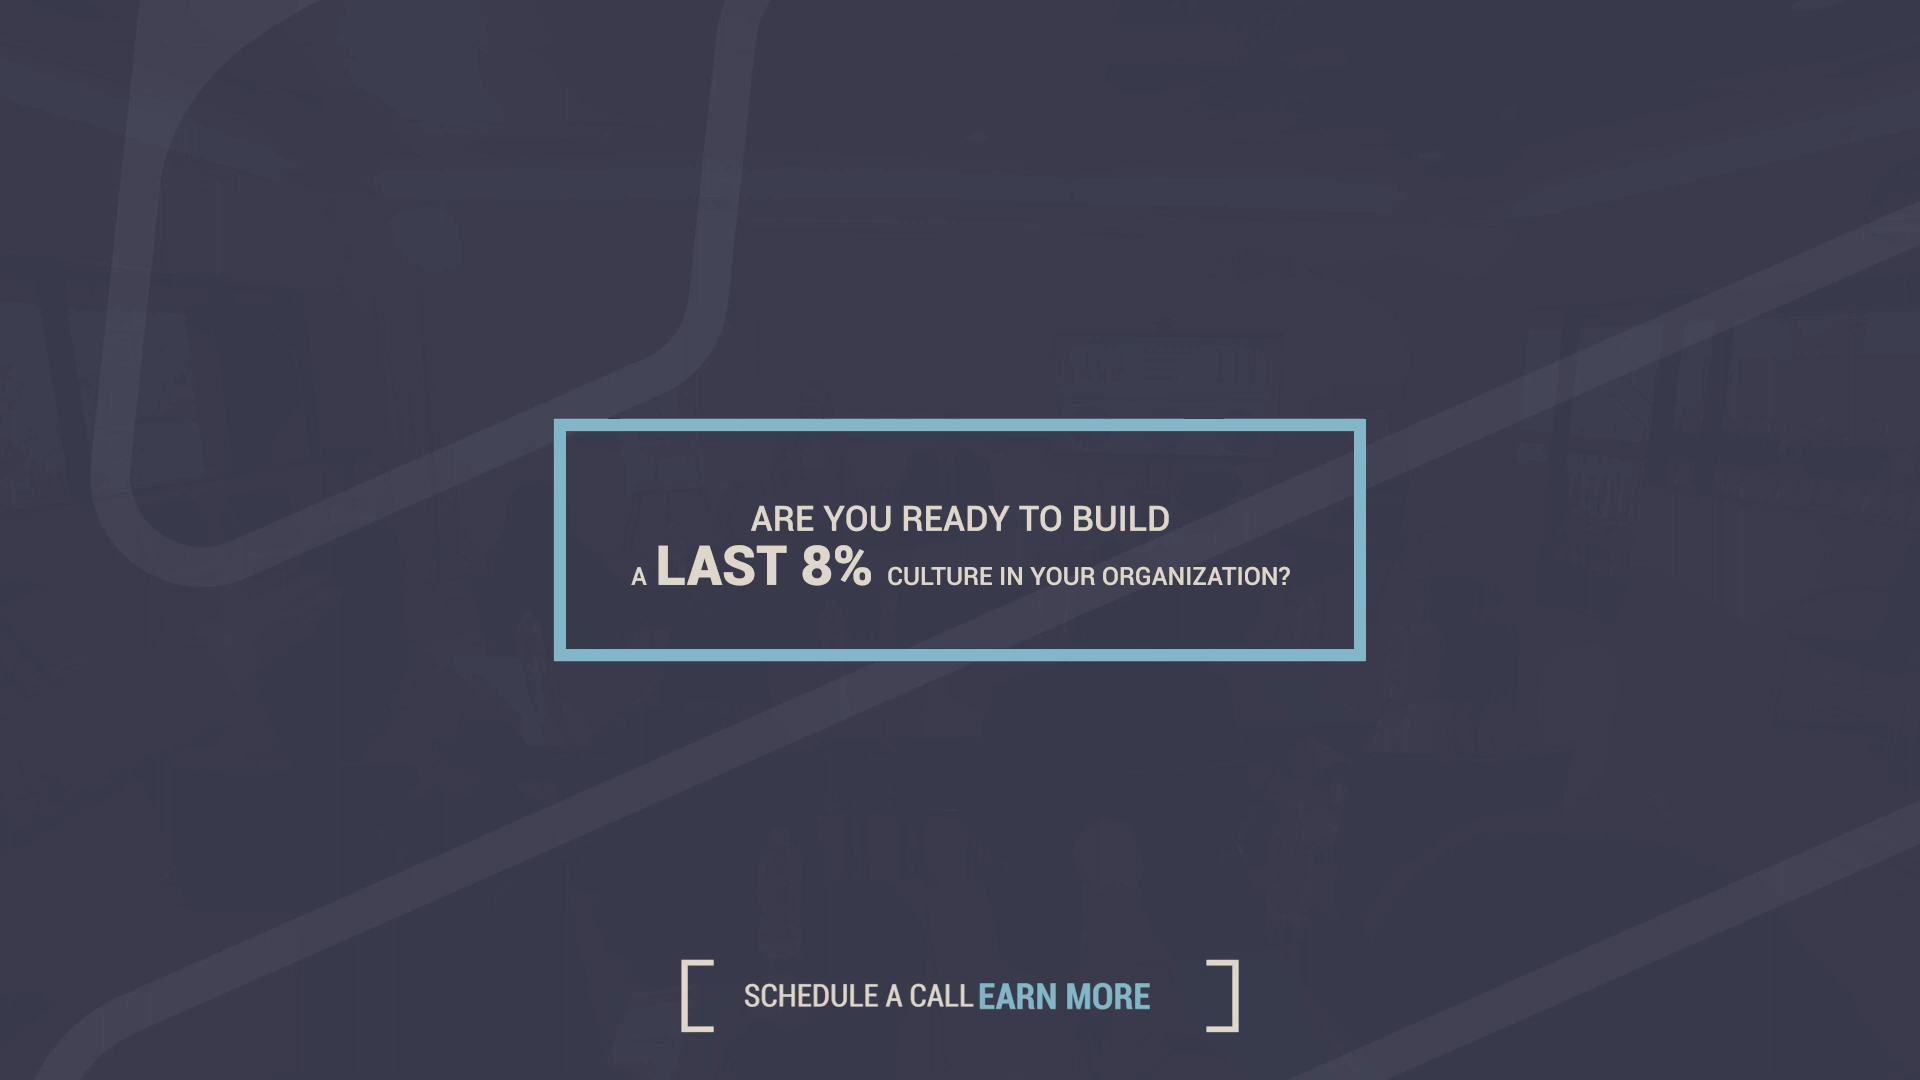 ARE YOU READY TO BUILD
A LAST 8% CULTURE IN YOUR ORGANIZATION?
SCHEDULE A CALL EARN MORE